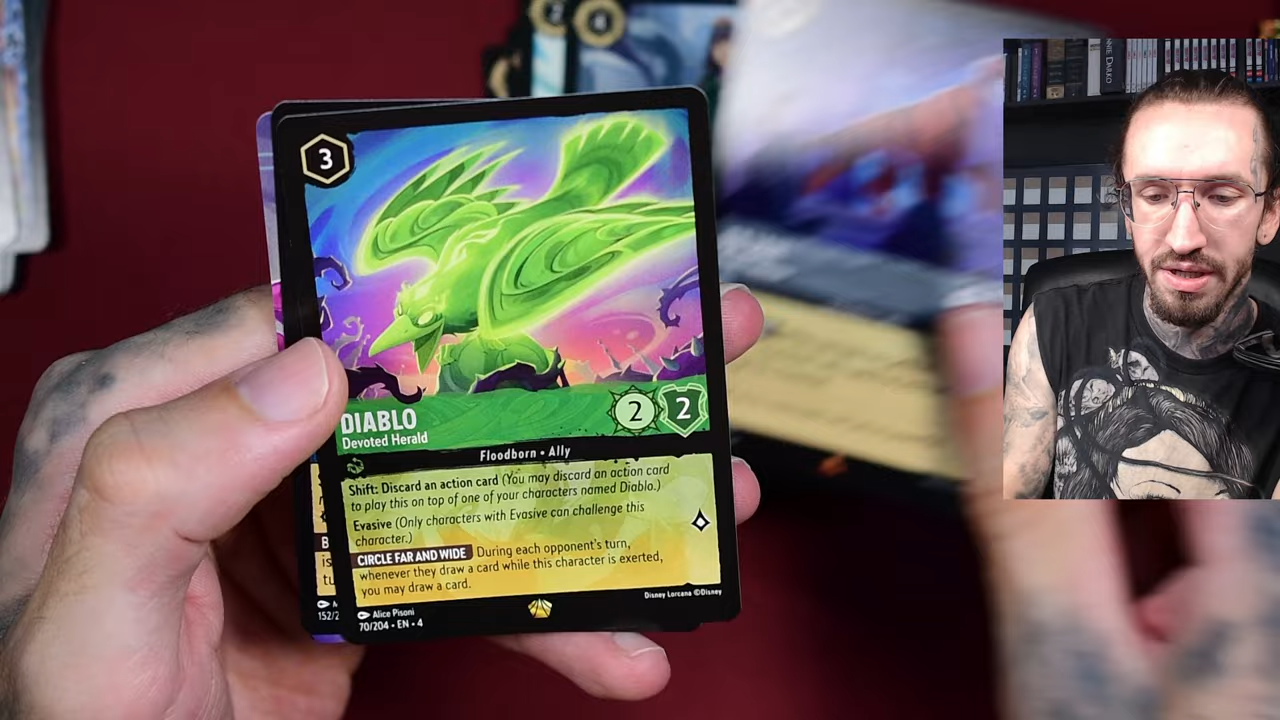 3
DIABLO
Devoted Herald
2
2
Floodborn • Ally
Shift: Discard an action card (You may discard an action card
to play this on top of one of your characters named Diablo.)
Evasive (Only characters with Evasive can challenge this
character.)
CIRCLE FAR AND WIDE During each opponent's turn,
whenever they draw a card while this character is exerted,
you may draw a card.
Alice Pisoni
Disney Lorcana ©Disney
70/204 • EN • 4
152/2
DARKO